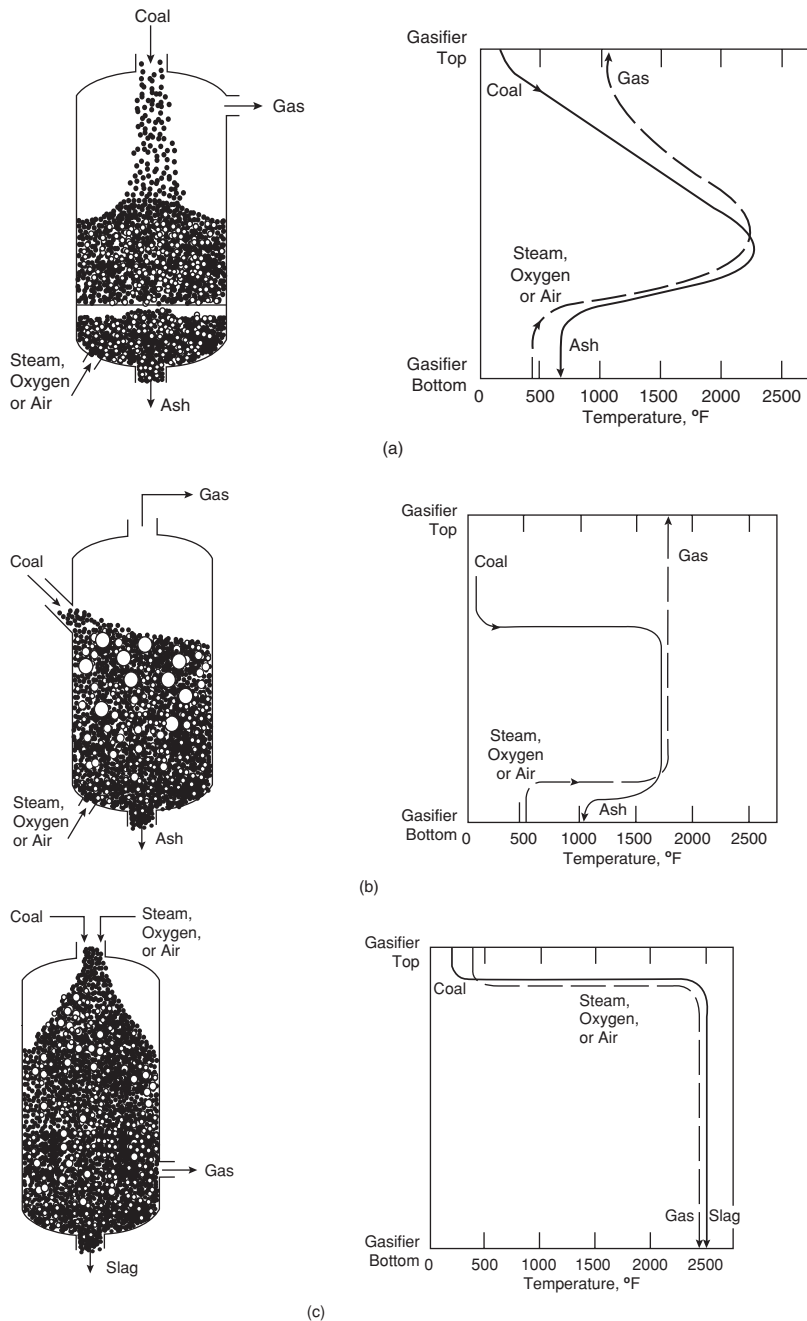 Coal
Gas
Steam,
Oxygen
or Air
Ash
Gasifier
Top
Coal
Gas
Steam,
Oxygen
or Air
Ash
Gasifier
Bottom
0 500 1000 1500 2000 2500
Temperature, ºF
(a)
Gas
Coal
Steam,
Oxygen
or Air
Ash
Gasifier
Top
Coal
Gas
Steam,
Oxygen
or Air
Ash
Gasifier
Bottom
0 500 1000 1500 2000 2500
Temperature, ºF
(b)
Coal
Steam,
Oxygen,
or Air
Gas
Slag
Gasifier
Top
Coal
Steam,
Oxygen,
or Air
Gas Slag
Gasifier
Bottom
0 500 1000 1500 2000 2500
Temperature, ºF
(c)